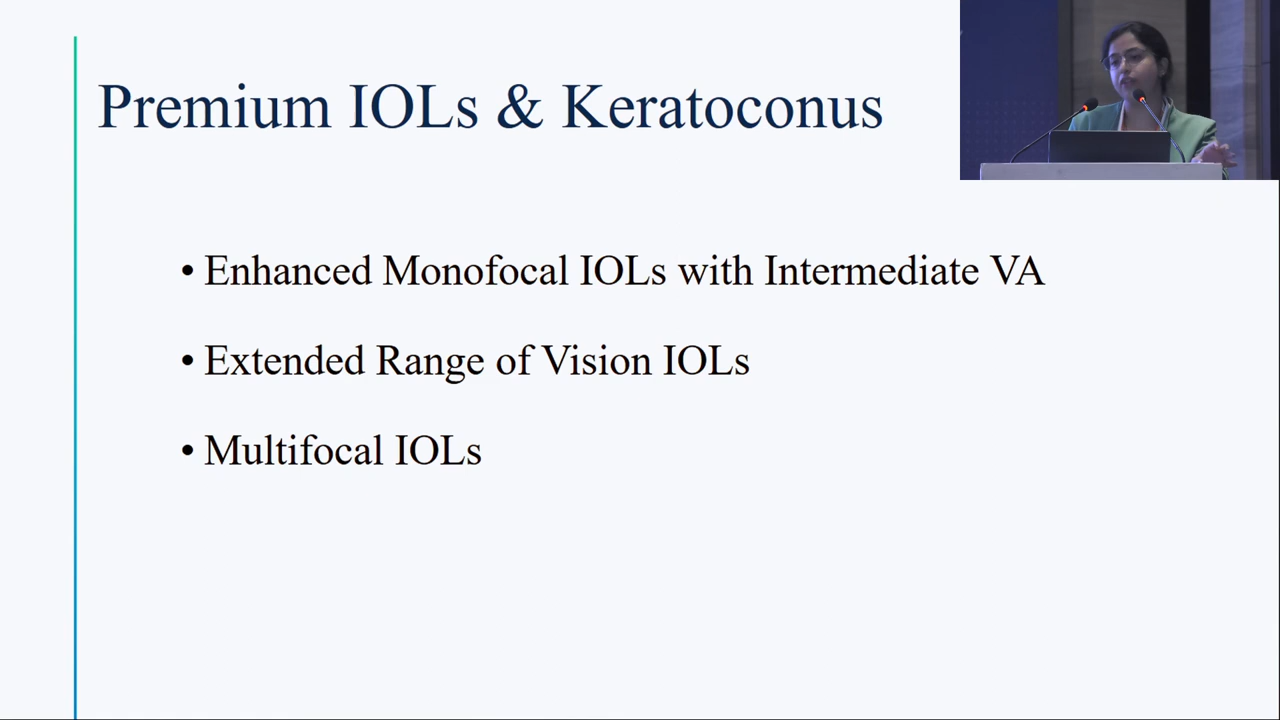 Premium IOLs & Keratoconus
• Enhanced Monofocal IOLs with Intermediate VA
• Extended Range of Vision IOLs
• Multifocal IOLs